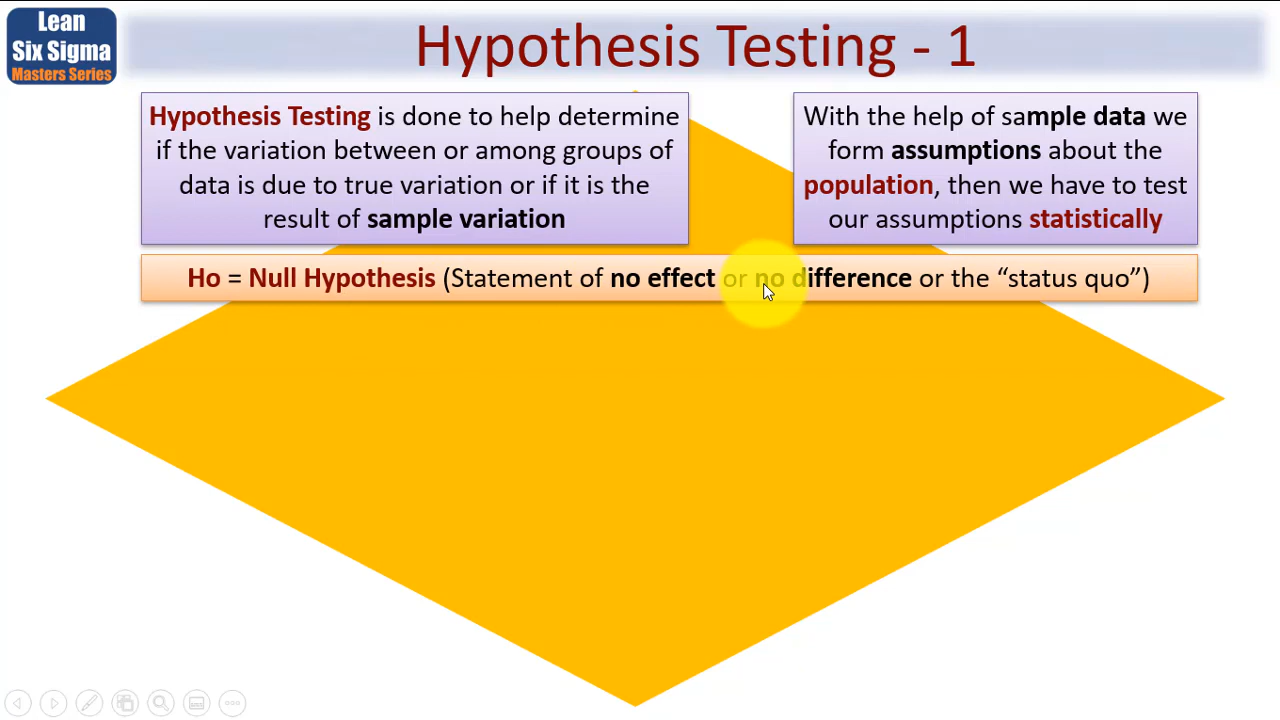 Lean
Six Sigma
Masters Series
Hypothesis Testing - 1
Hypothesis Testing is done to help determine
if the variation between or among groups of
data is due to true variation or if it is the
result of sample variation
With the help of sample data we
form assumptions about the
population, then we have to test
our assumptions statistically
Ho = Null Hypothesis (Statement of no effect or no difference or the “status quo”)